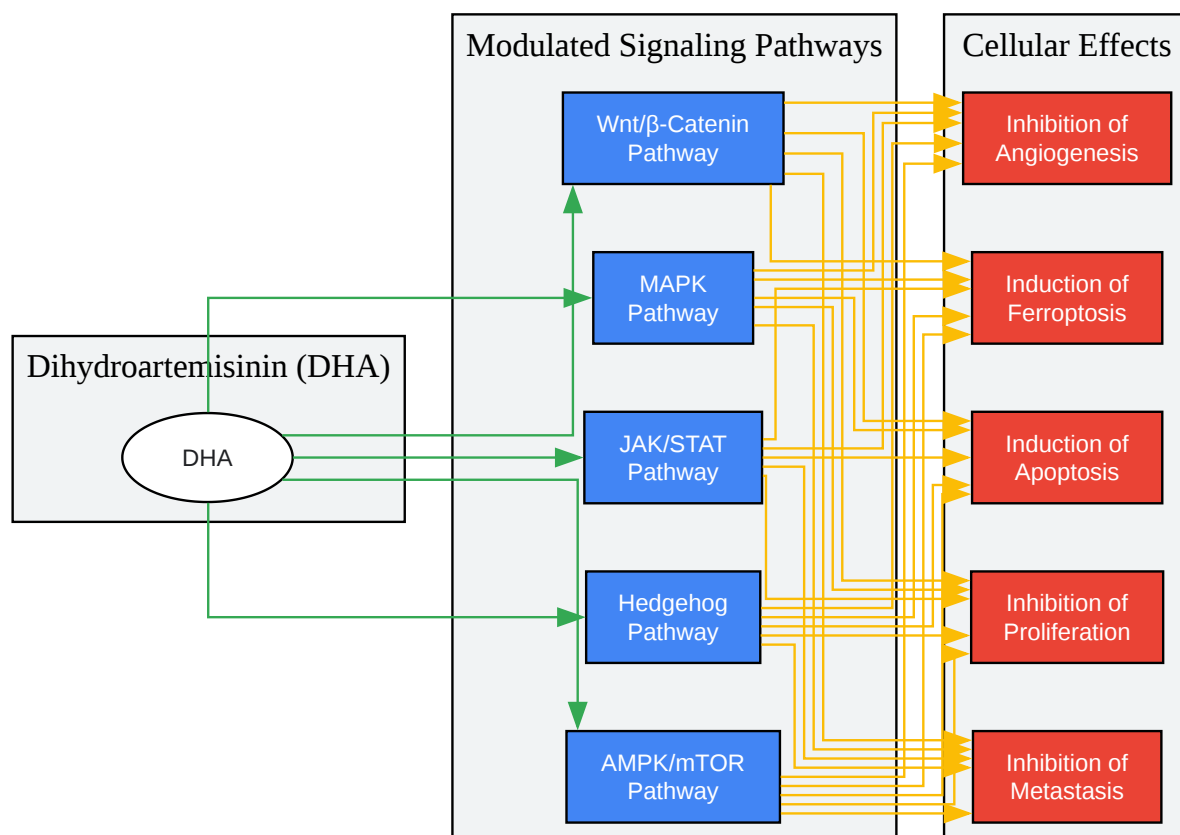 Modulated Signaling Pathways
Cellular Effects
Dihydroartemisinin (DHA)
DHA
Wnt/β-Catenin
Pathway
MAPK
Pathway
JAK/STAT
Pathway
Hedgehog
Pathway
AMPK/mTOR
Pathway
Inhibition of
Angiogenesis
Induction of
Ferroptosis
Induction of
Apoptosis
Inhibition of
Proliferation
Inhibition of
Metastasis